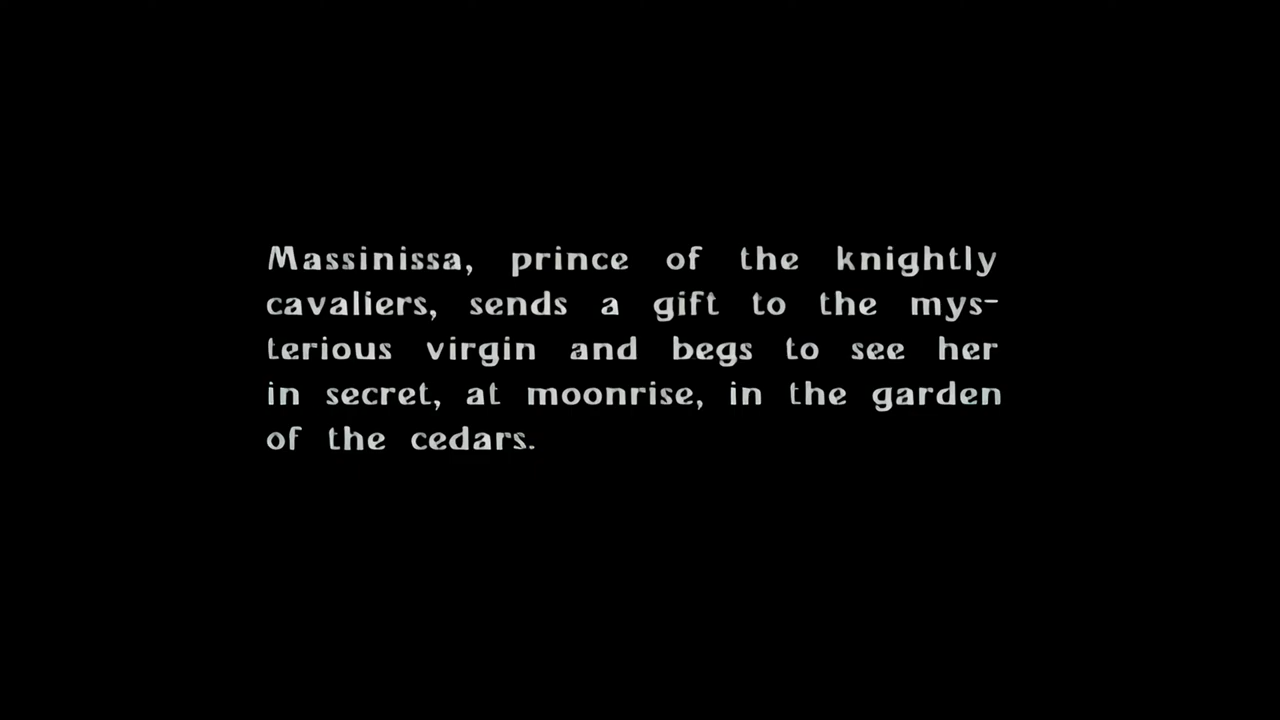 Massinissa, prince of the knightly
cavaliers, sends a gift to the mys-
terious virgin and begs to see her
in secret, at moonrise, in the garden
of the cedars.